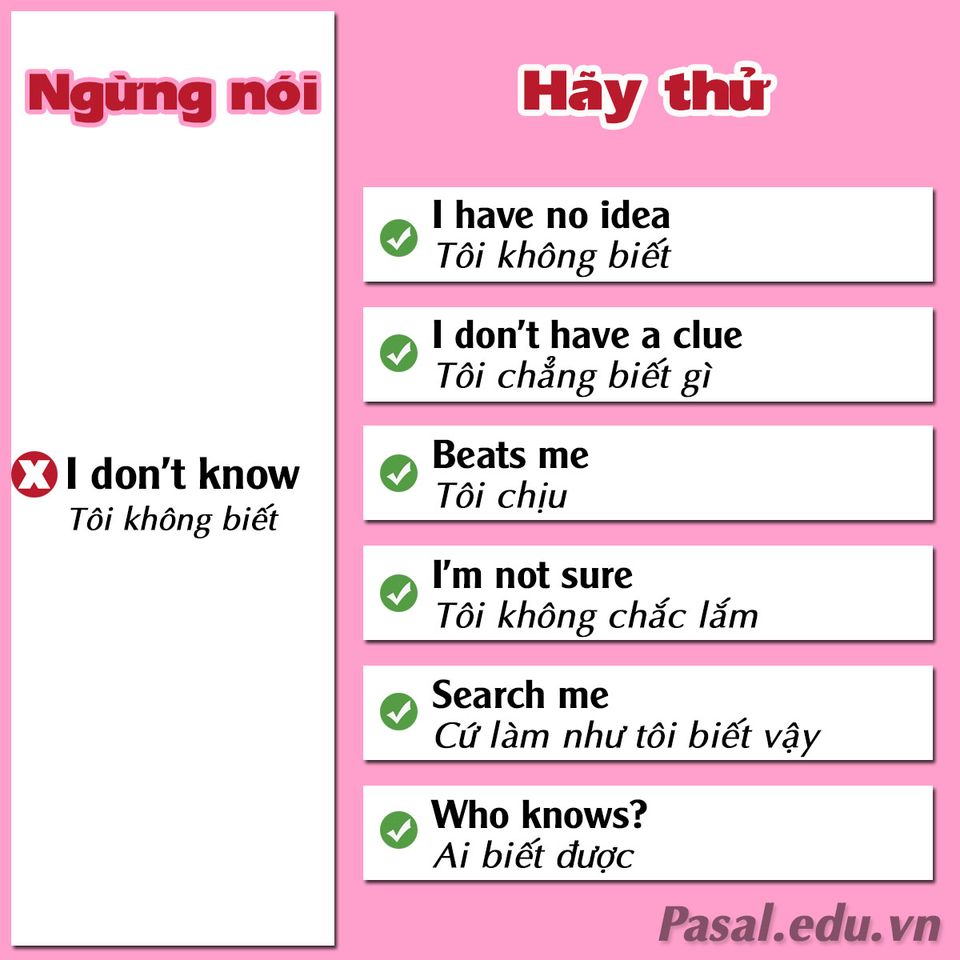 Ngừng nói
I don't know
Tôi không biết
Hãy thử
I have no idea
Tôi không biết
I don't have a clue
Tôi chẳng biết gì
Beats me
Tôi chịu
I'm not sure
Tôi không chắc lắm
Search me
Cứ làm như tôi biết vậy
Who knows?
Ai biết được
Pasal.edu.vn